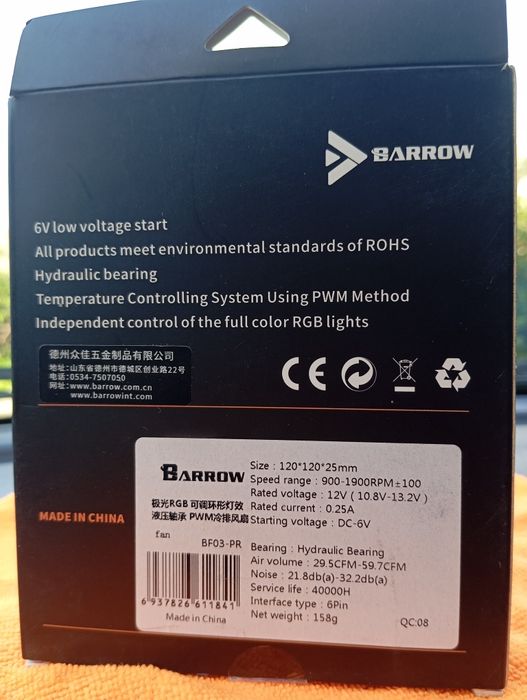 BARROW
6V low voltage start
All products meet environmental standards of ROHS
Hydraulic bearing
Temperature Controlling System Using PWM Method
Independent control of the full color RGB lights
德州众佳五金制品有限公司
地址:山东省德州市德城区创业路22号
电话:0534-7507050
网址:www.barrow.com.cn
www.barrowint.com
CE
MADE IN CHINA
BARROW
极光RGB 可调环形灯效
液压轴承 PWM冷排风扇
fan
BF03-PR
6 937826 611841
Made in China
Size : 120*120*25mm
Speed range : 900-1900RPM±100
Rated voltage : 12V ( 10.8V-13.2V )
Rated current : 0.25A
Starting voltage : DC-6V
Bearing : Hydraulic Bearing
Air volume : 29.5CFM-59.7CFM
Noise : 21.8db(a)-32.2db(a)
Service life : 40000H
Interface type : 6Pin
Net weight : 158g
QC:08